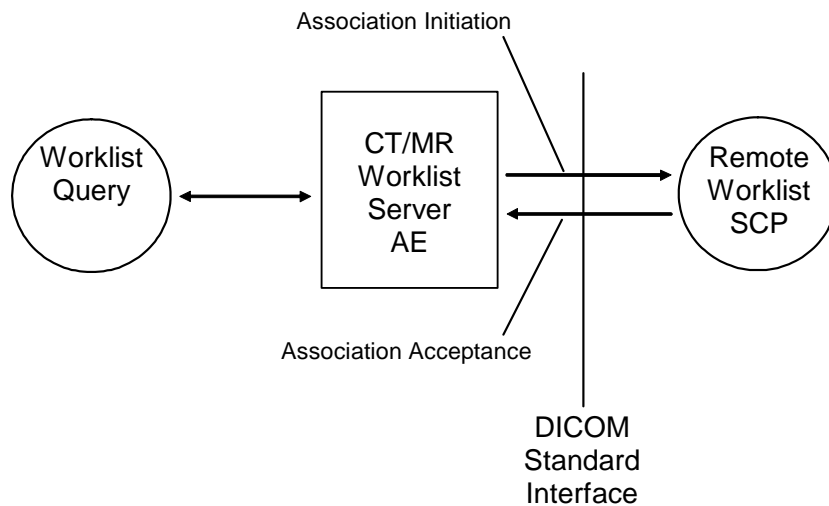 Association Initiation
Worklist
Query
CT/MR
Worklist
Server
AE
Remote
Worklist
SCP
Association Acceptance
DICOM
Standard
Interface